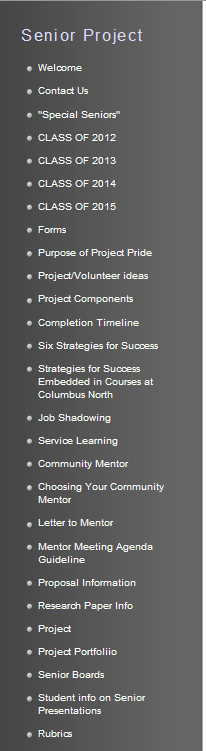 Senior Project
Welcome
Contact Us
"Special Seniors"
CLASS OF 2012
CLASS OF 2013
CLASS OF 2014
CLASS OF 2015
Forms
Purpose of Project Pride
Project/Volunteer ideas
Project Components
Completion Timeline
Six Strategies for Success
Strategies for Success
Embedded in Courses at
Columbus North
Job Shadowing
Service Learning
Community Mentor
Choosing Your Community
Mentor
Letter to Mentor
Mentor Meeting Agenda
Guideline
Proposal Information
Research Paper Info
Project
Project Portfoliio
Senior Boards
Student info on Senior
Presentations
Rubrics